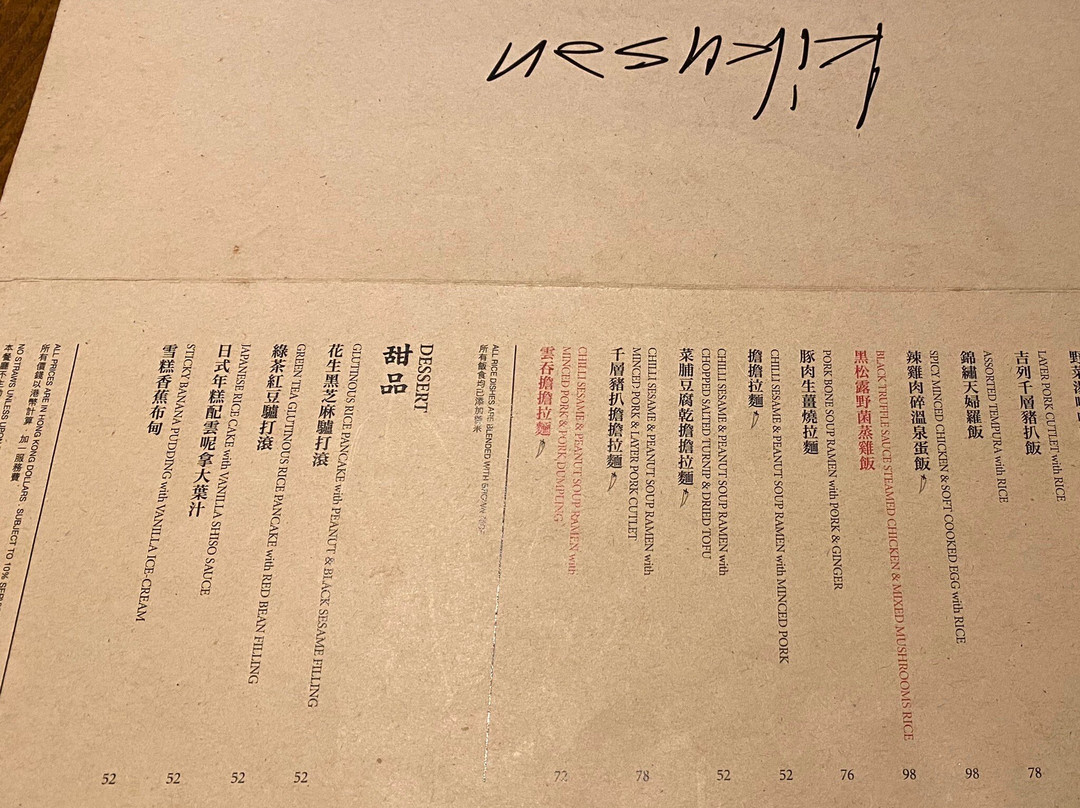 Kikusan
LAYER PORK CUTLET with RICE
吉列千層豬扒飯
ASSORTED TEMPURA with RICE 78
錦繡天婦羅飯
SPICY MINCED CHICKEN & SOFT COOKED EGG with RICE 98
辣雞肉碎溫泉蛋飯
BLACK TRUFFLE SAUCE STEAMED CHICKEN & MIXED MUSHROOMS RICE 98
黑松露野菌蒸雞飯
PORK BONE SOUP RAMEN with PORK & GINGER 76
豚肉生薑燒拉麵
CHILLI SESAME & PEANUT SOUP RAMEN with MINCED PORK 52
擔擔拉麵
CHILLI SESAME & PEANUT SOUP RAMEN with
CHOPPED SALTED TURNIP & DRIED TOFU 52
菜脯豆腐乾擔擔拉麵
CHILLI SESAME & PEANUT SOUP RAMEN with
MINCED PORK & LAYER PORK CUTLET 78
千層豬扒擔擔拉麵
CHILLI SESAME & PEANUT SOUP RAMEN with
MINCED PORK & PORK DUMPLING 72
雲吞擔擔拉麵
ALL RICE DISHES ARE BLENDED WITH
所有飯食均已添加
DESSERT
甜品
GLUTINOUS RICE PANCAKE with PEANUT & BLACK SESAME FILLING 52
花生黑芝麻驢打滾
GREEN TEA GLUTINOUS RICE PANCAKE with RED BEAN FILLING 52
綠茶紅豆驢打滾
JAPANESE RICE CAKE with VANILLA SHISO SAUCE 52
日式年糕配雲呢拿大葉汁
STICKY BANANA PUDDING with VANILLA ICE-CREAM 52
雪糕香蕉布甸
ALL PRICES ARE IN HONG KONG DOLLARS, SUBJECT TO 10%
所有價錢以港幣計算，加一服務費
NO STRAWS UNLESS UPON